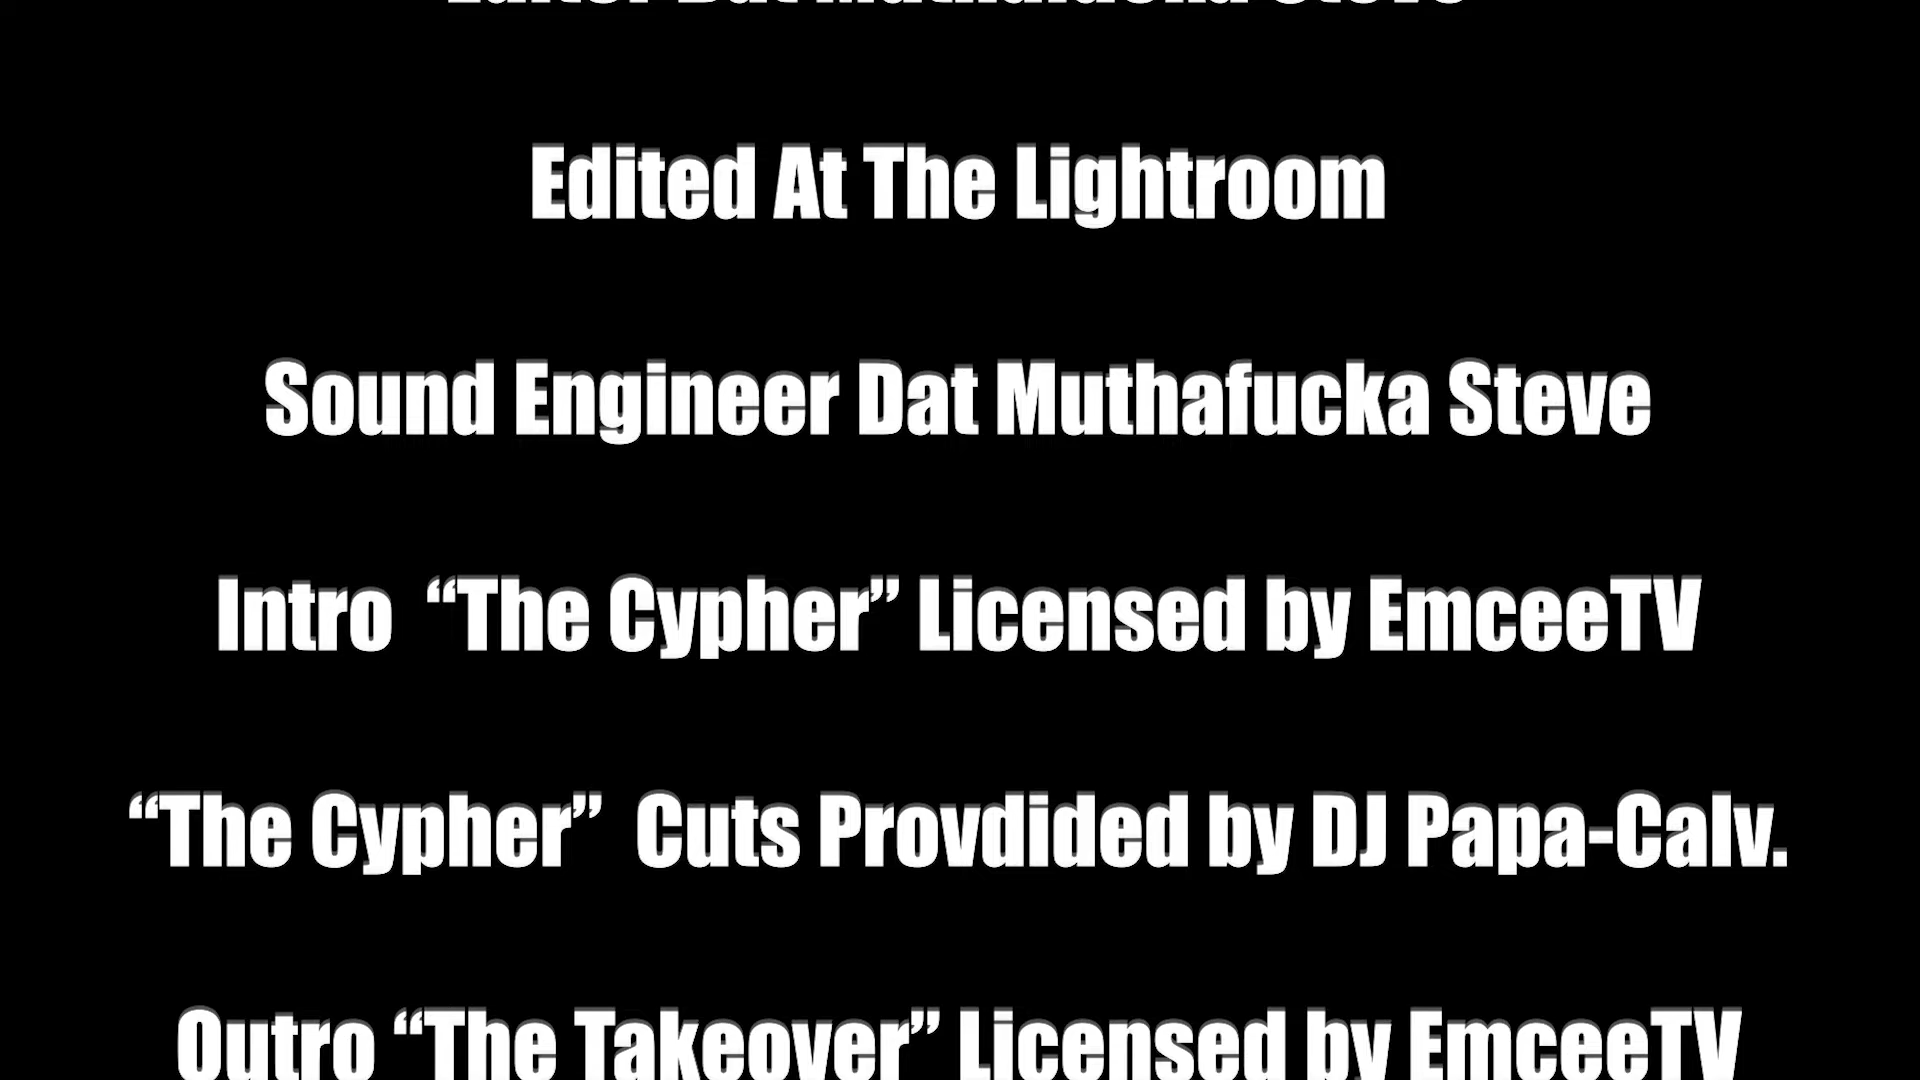 Edited At The Lightroom
Sound Engineer Dat Muthafucka Steve
Intro “The Cypher” Licensed by EmceeTV
“The Cypher” Cuts Provdided by DJ Papa-Calv.
Outro “The Takeover” Licensed by EmceeTV